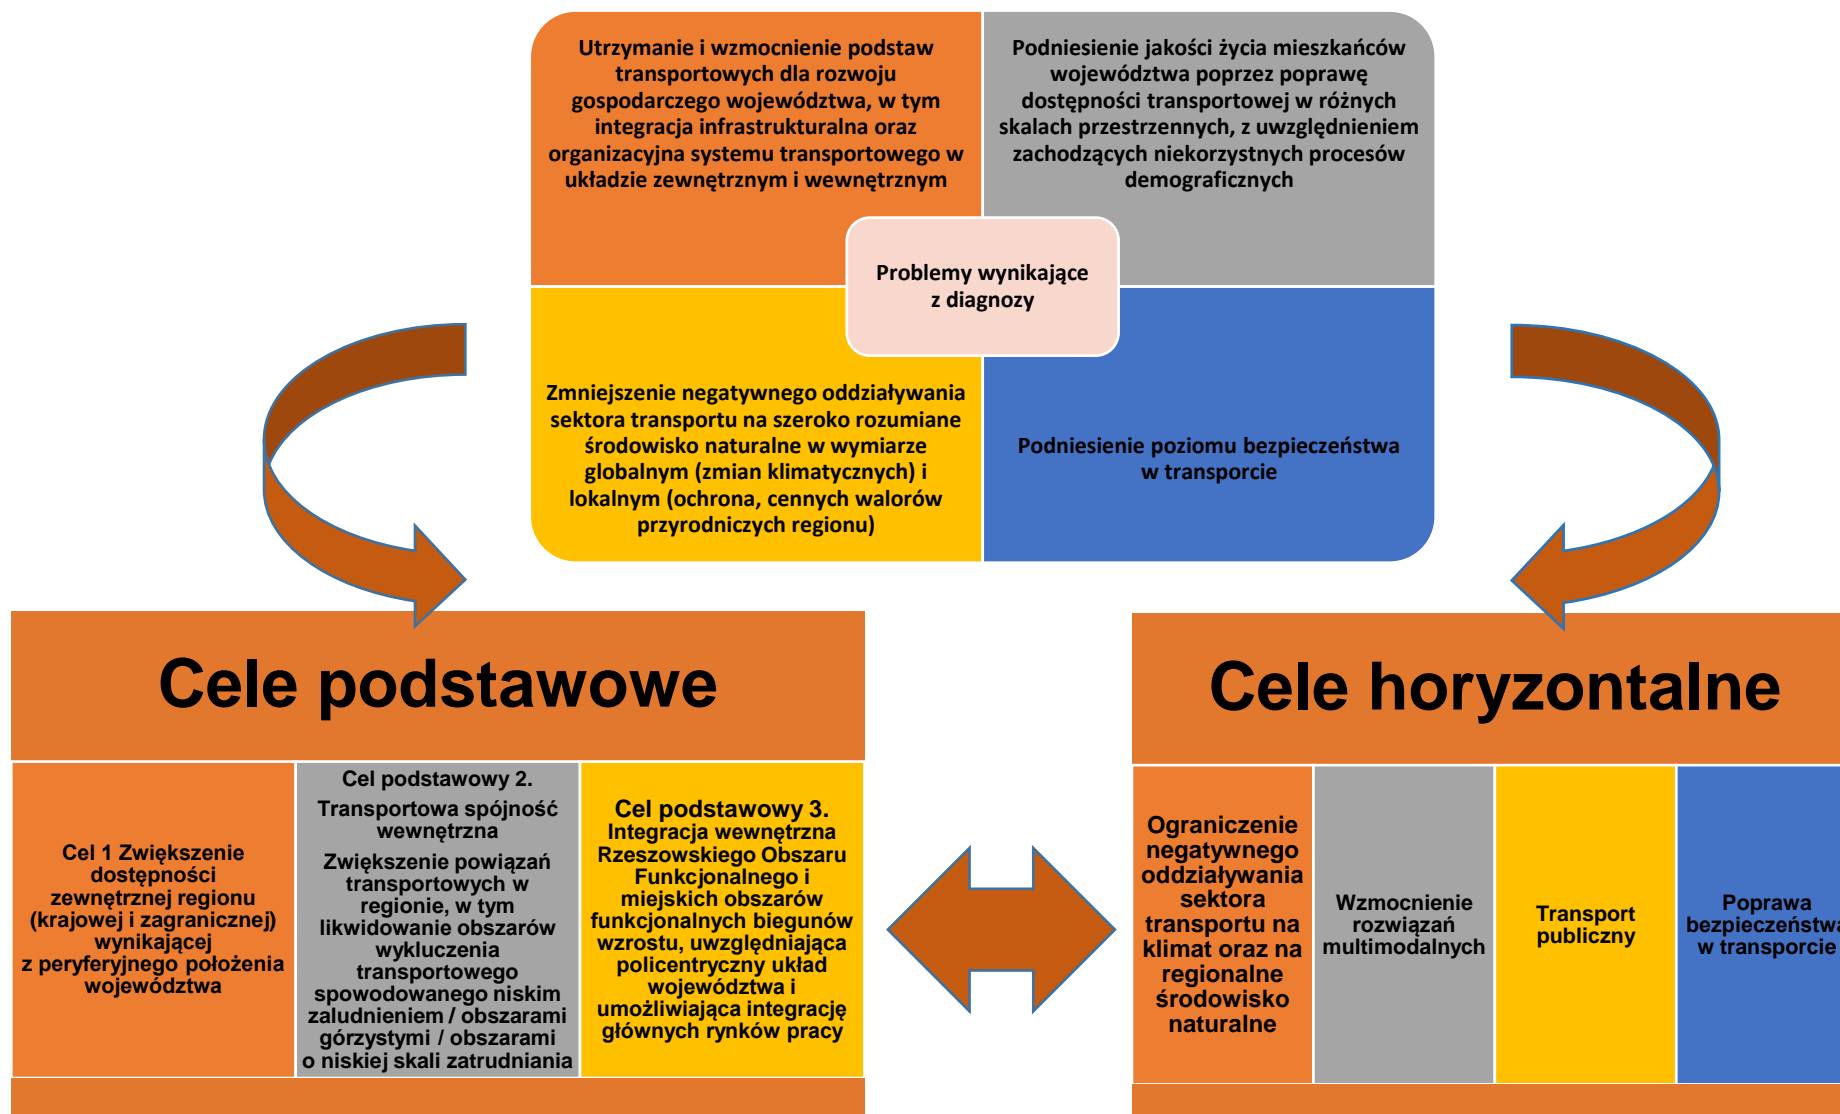 Utrzymanie i wzmocnienie podstaw
transportowych dla rozwoju
gospodarczego województwa, w tym
integracja infrastrukturalna oraz
organizacyjna systemu transportowego w
układzie zewnętrznym i wewnętrznym
Podniesienie jakości życia mieszkańców
województwa poprzez poprawę
dostępności transportowej w różnych
skalach przestrzennych, z uwzględnieniem
zachodzących niekorzystnych procesów
demograficznych
Problemy wynikające
z diagnozy
Zmniejszenie negatywnego oddziaływania
sektora transportu na szeroko rozumiane
środowisko naturalne w wymiarze
globalnym (zmian klimatycznych) i
lokalnym (ochrona, cennych walorów
przyrodniczych regionu)
Podniesienie poziomu bezpieczeństwa
w transporcie
Cele podstawowe
Cel 1 Zwiększenie
dostępności
zewnętrznej regionu
(krajowej i zagranicznej)
wynikającej
z peryferyjnego położenia
województwa
Cel podstawowy 2.
Transportowa spójność
wewnętrzna
Zwiększenie powiązań
transportowych w
regionie, w tym
likwidowanie obszarów
wykluczenia
transportowego
spowodowanego niskim
zaludnieniem / obszarami
górzystymi / obszarami
o niskiej skali zatrudniania
Cel podstawowy 3.
Integracja wewnętrzna
Rzeszowskiego Obszaru
Funkcjonalnego i
miejskich obszarów
funkcjonalnych biegunów
wzrostu, uwzględniająca
policentryczny układ
województwa i
umożliwiająca integrację
głównych rynków pracy
Cele horyzontalne
Ograniczenie
negatywnego
oddziaływania
sektora
transportu na
klimat oraz na
regionalne
środowisko
naturalne
Wzmocnienie
rozwiązań
multimodalnych
Transport
publiczny
Poprawa
bezpieczeństwa
w transporcie